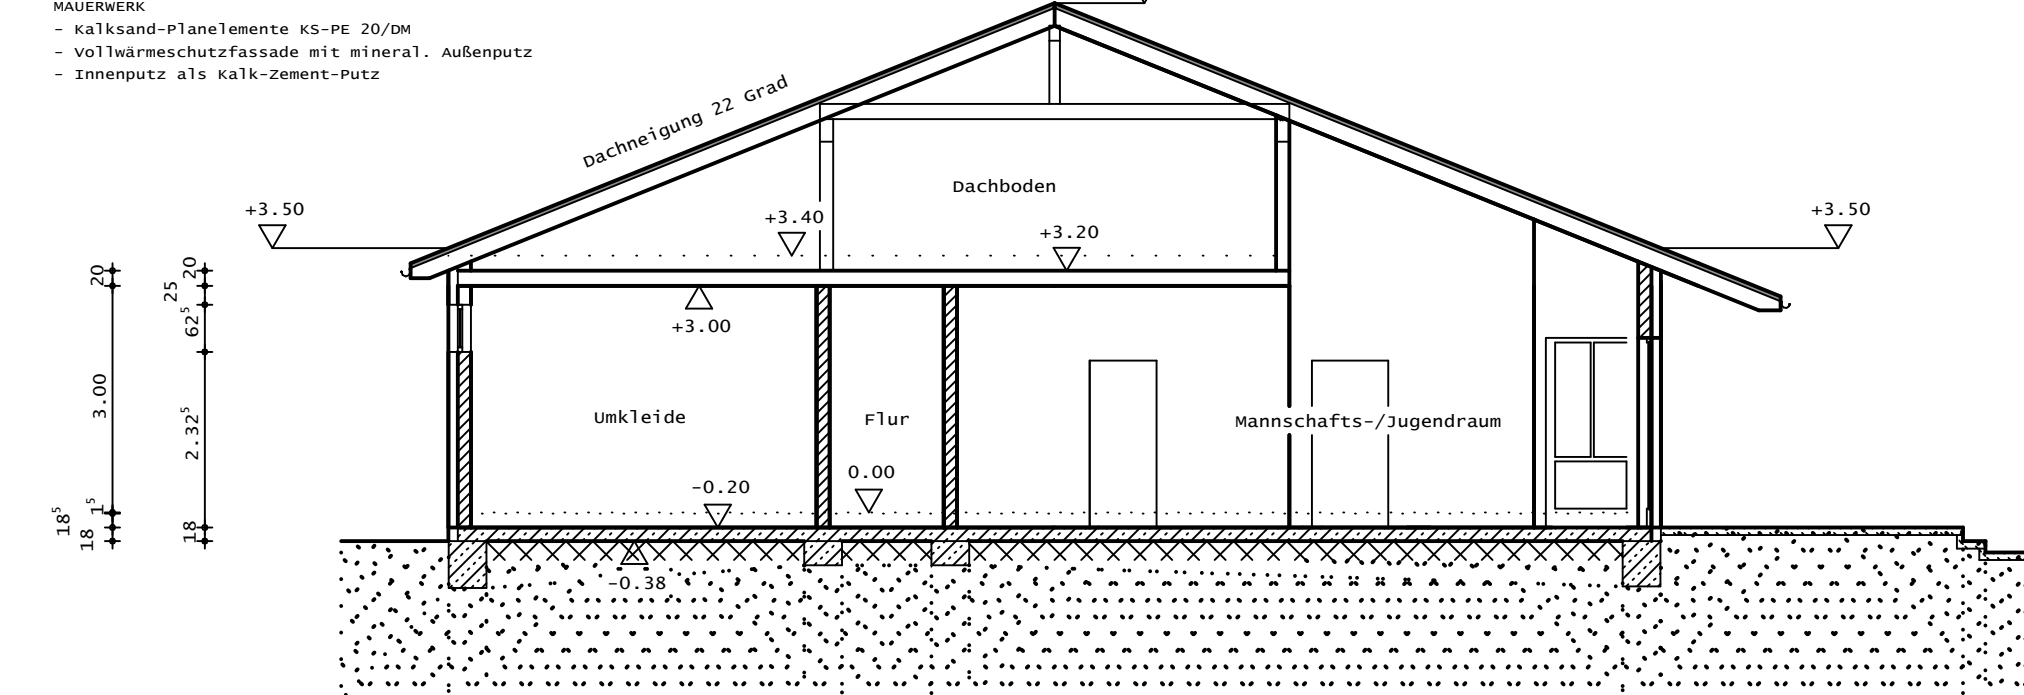 MAUERWERK
- Kalksand-Planelemente KS-PE 20/DM
- Vollwärmeschutzfassade mit mineral. Außenputz
- Innenputz als Kalk-Zement-Putz
Dachneigung 22 Grad
Dachboden
+3.50
+3.40
+3.20
+3.50
20
20
25
62⁵
+3.00
3.00
2.32⁵
Umkleide
Flur
Mannschafts-/Jugendraum
0.00
-0.20
1⁵
18⁵
18
18
-0.38